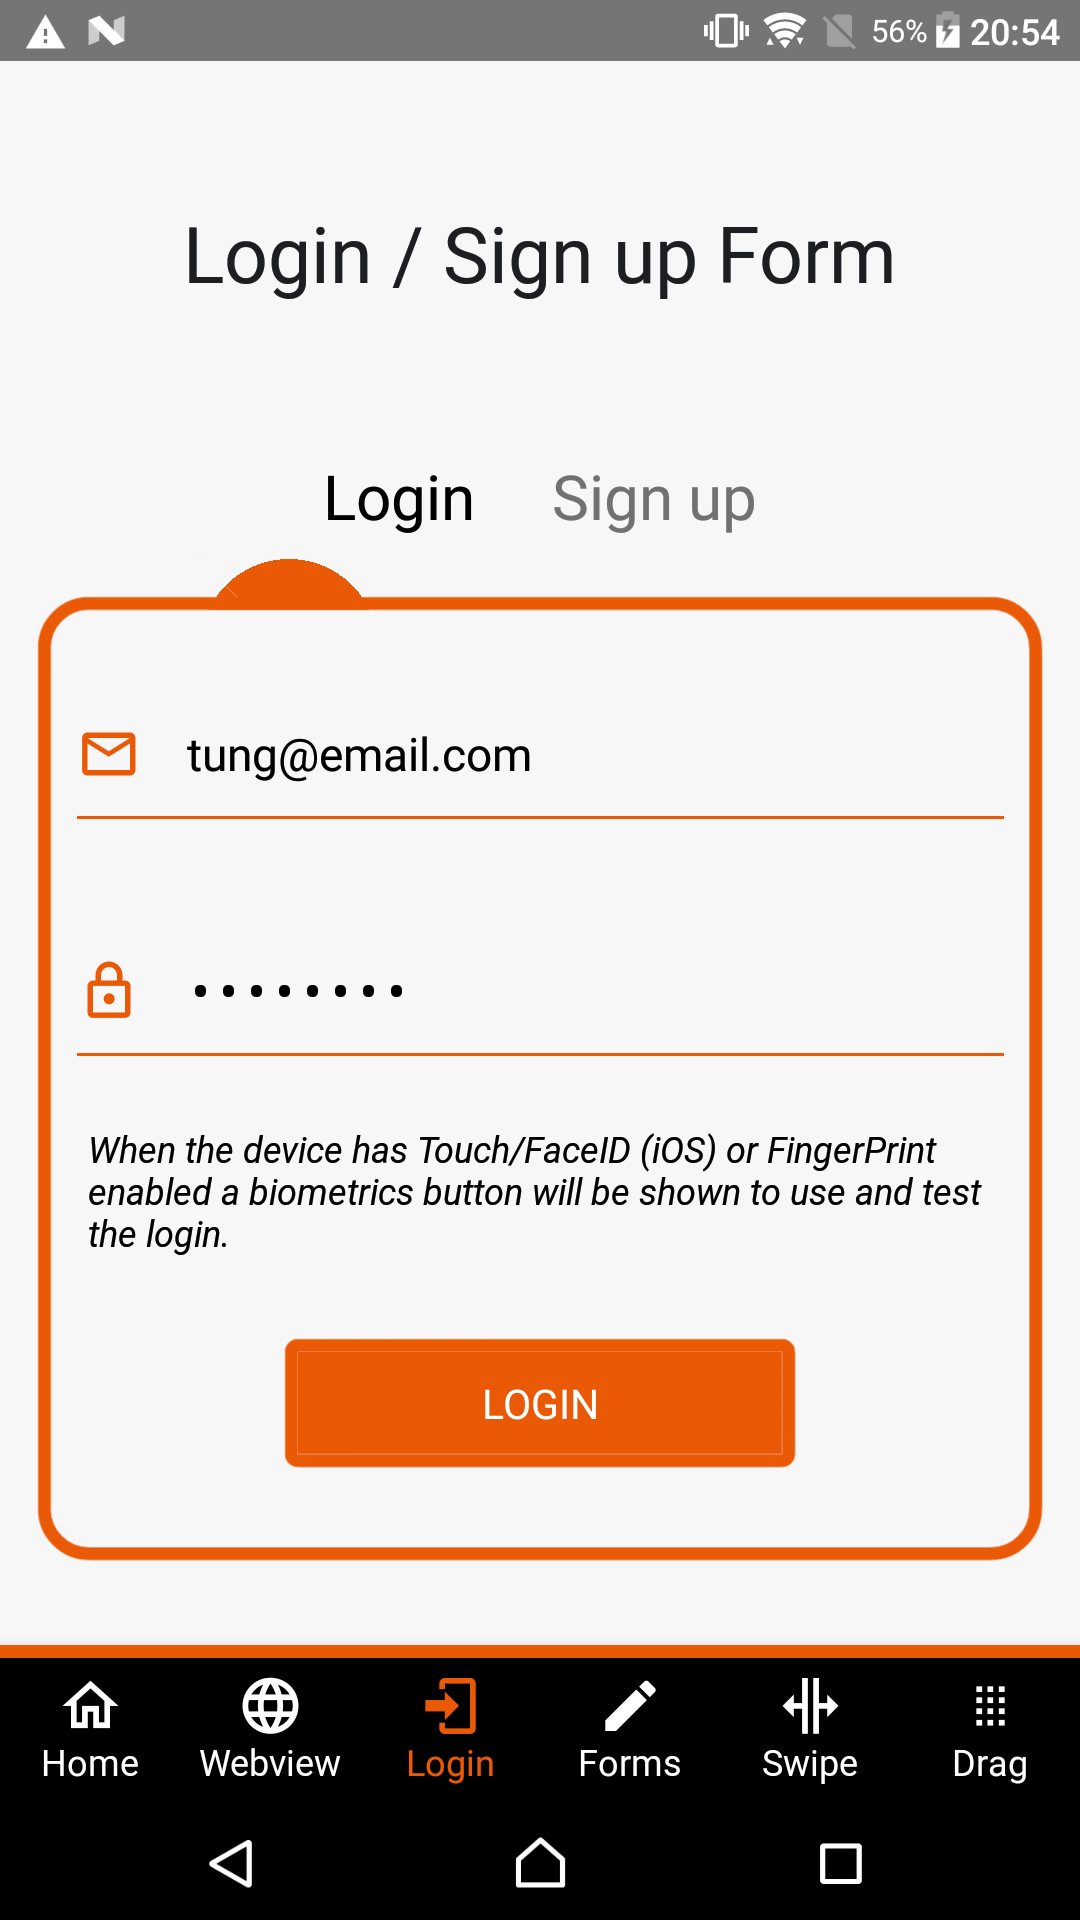 56% 20:54
Login / Sign up Form
Login Sign up
tung@email.com
••••••••
When the device has Touch/FaceID (iOS) or FingerPrint
enabled a biometrics button will be shown to use and test
the login.
LOGIN
Home Webview Login Forms Swipe Drag